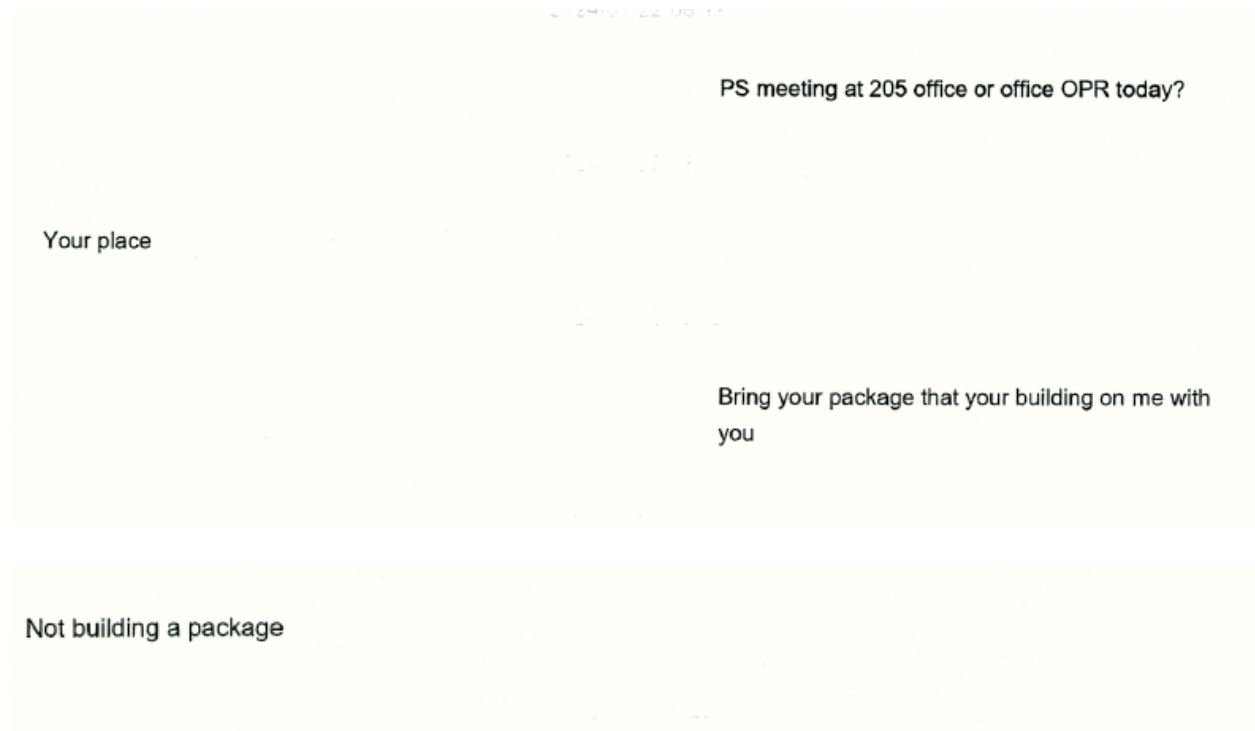 PS meeting at 205 office or office OPR today?
Your place
Bring your package that your building on me with
you
Not building a package